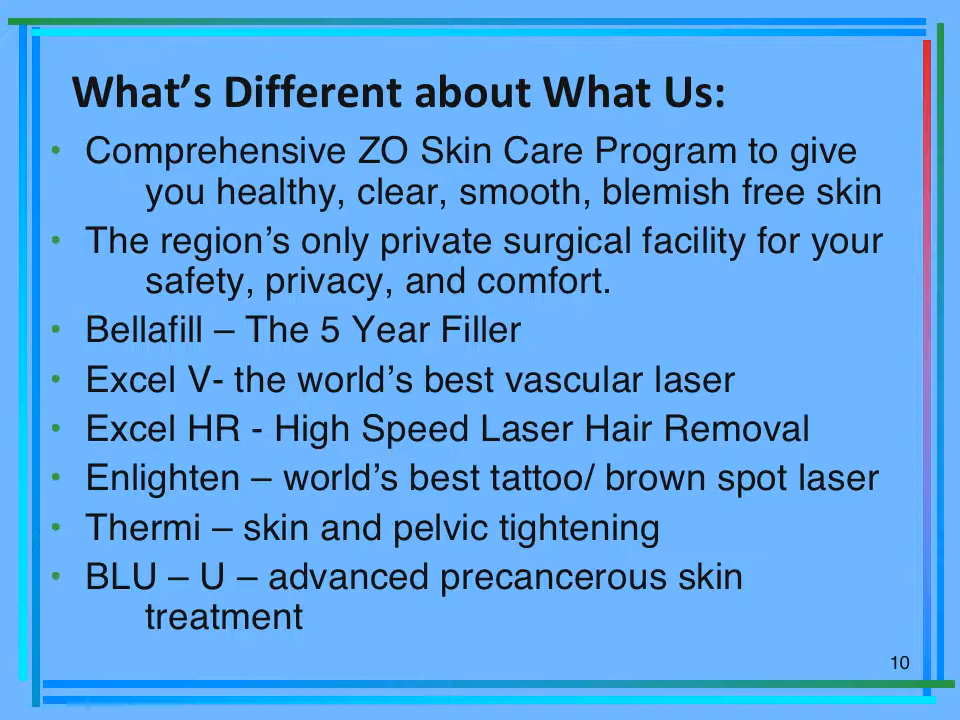 What’s Different about What Us:
• Comprehensive ZO Skin Care Program to give
you healthy, clear, smooth, blemish free skin
• The region’s only private surgical facility for your
safety, privacy, and comfort.
• Bellafill – The 5 Year Filler
• Excel V- the world’s best vascular laser
• Excel HR - High Speed Laser Hair Removal
• Enlighten – world’s best tattoo/ brown spot laser
• Thermi – skin and pelvic tightening
• BLU – U – advanced precancerous skin
treatment
10